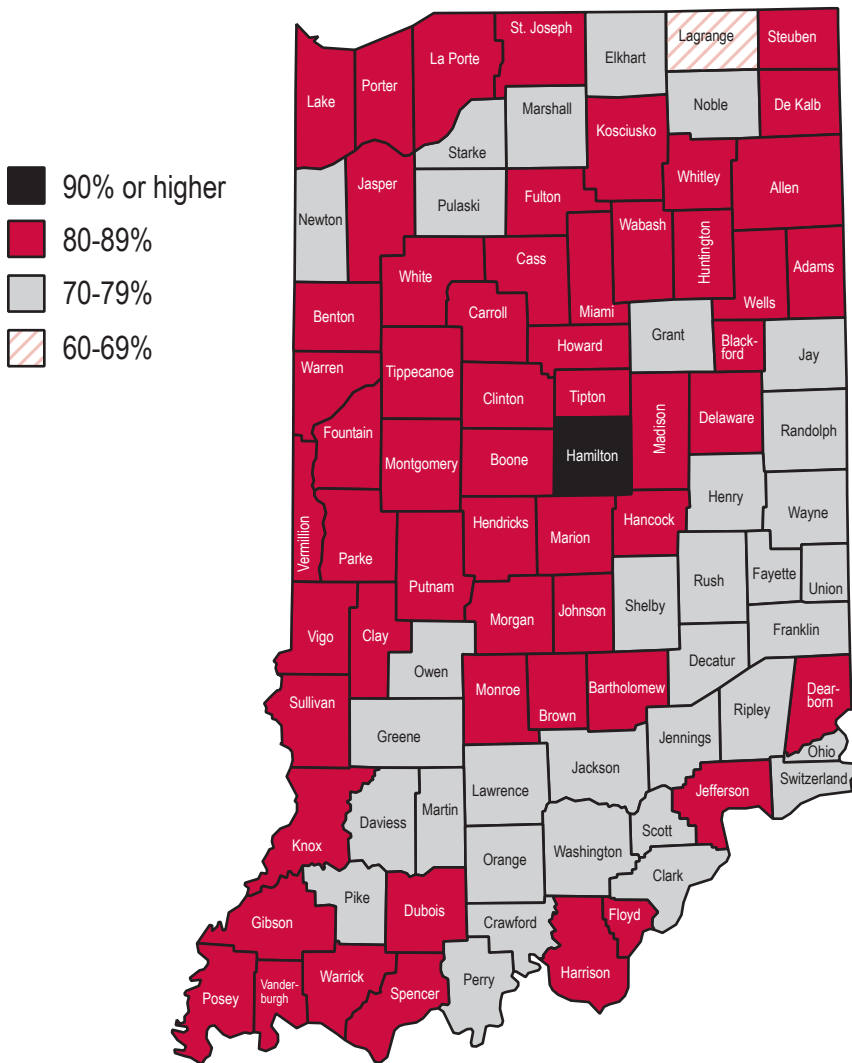 90% or higher
80-89%
70-79%
60-69%
St. Joseph
La Porte
Elkhart
Lagrange
Steuben
Lake
Porter
Marshall
Noble
De Kalb
Starke
Kosciusko
Jasper
Whitley
Allen
Newton
Pulaski
Fulton
Wabash
Huntington
White
Cass
Miami
Wells
Adams
Benton
Carroll
Grant
Howard
Black-
ford
Jay
Warren
Tippecanoe
Clinton
Tipton
Madison
Delaware
Fountain
Randolph
Montgomery
Boone
Hamilton
Henry
Vermillion
Hendricks
Hancock
Wayne
Marion
Parke
Putnam
Rush
Fayette
Union
Shelby
Morgan
Johnson
Vigo
Clay
Franklin
Owen
Decatur
Monroe
Bartholomew
Brown
Dear-
born
Sullivan
Ripley
Greene
Jennings
Ohio
Jackson
Switzerland
Lawrence
Jefferson
Martin
Daviess
Scott
Knox
Washington
Orange
Clark
Pike
Dubois
Gibson
Crawford
Floyd
Harrison
Perry
Warrick
Spencer
Posey
Vander-
burgh